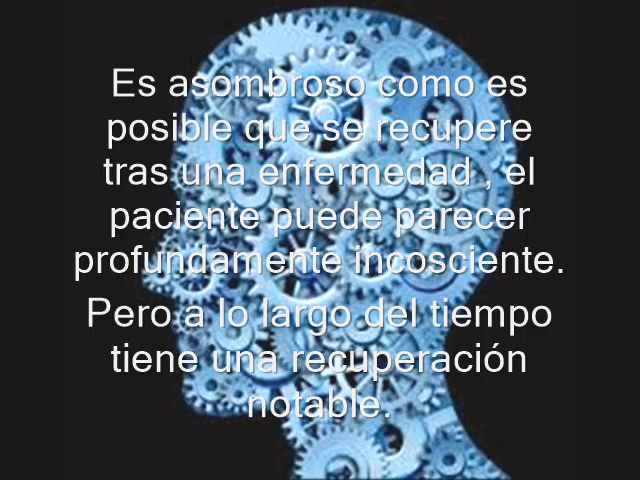 Es asombroso como es
posible que se recupere
tras una enfermedad , el
paciente puede parecer
profundamente incosciente.
Pero a lo largo del tiempo
tiene una recuperación
notable.